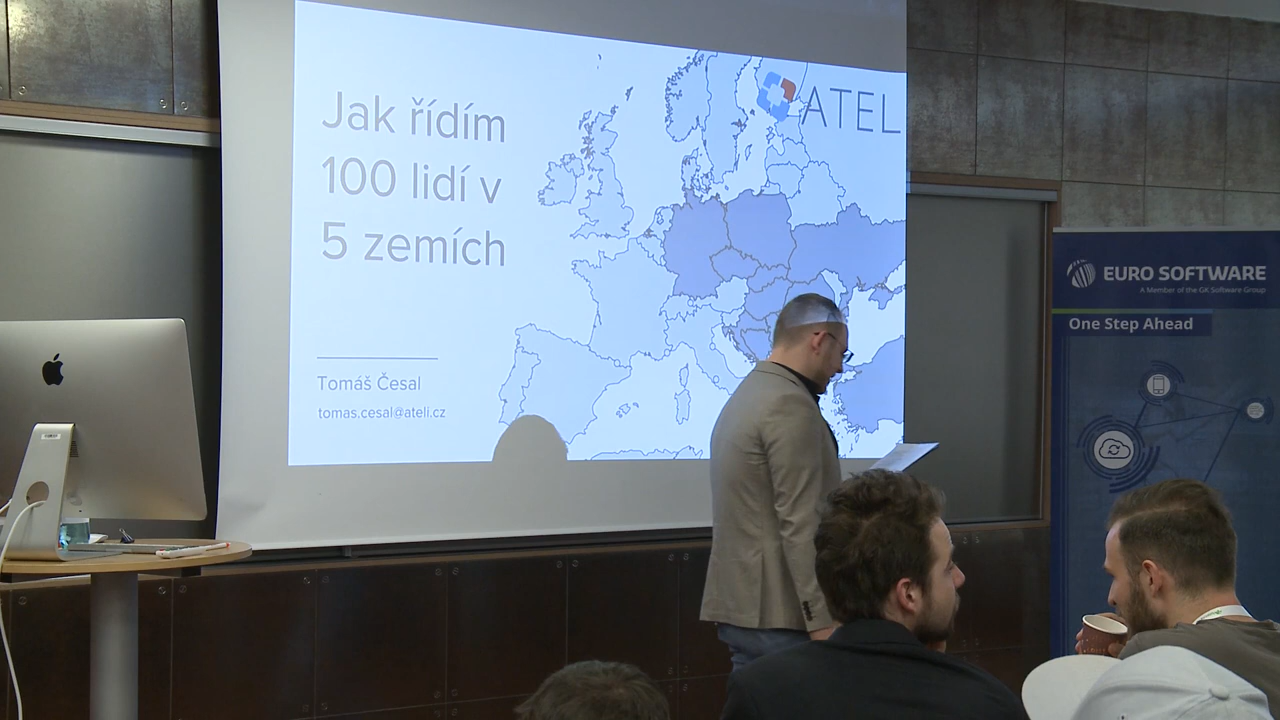 Jak řídím
100 lidí v
5 zemích
ATEL
Tomáš Česal
tomas.cesal@ateli.cz
EURO SOFTWARE
A Member of the GK Software Group
One Step Ahead